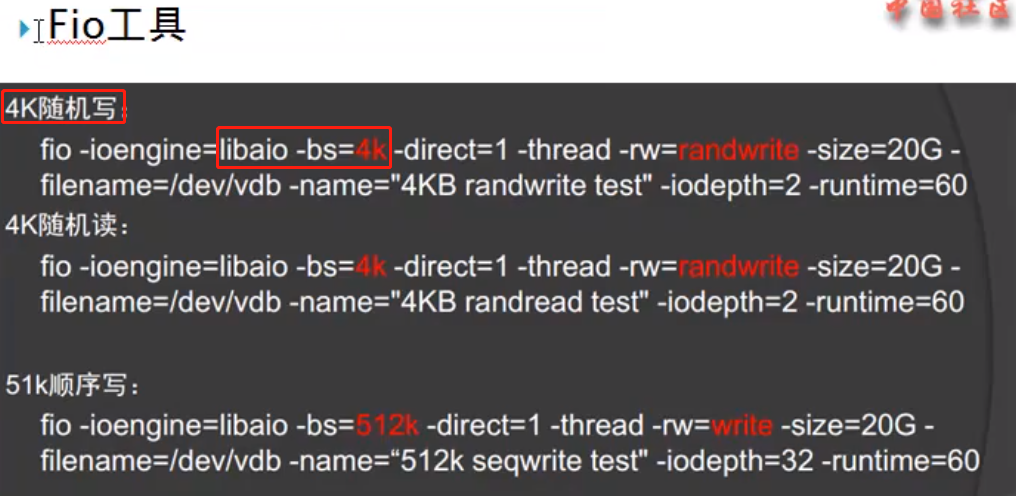 Fio工具
中国社区
4K随机写:
fio -ioengine=libaio -bs=4k -direct=1 -thread -rw=randwrite -size=20G -
filename=/dev/vdb -name="4KB randwrite test" -iodepth=2 -runtime=60
4K随机读:
fio -ioengine=libaio -bs=4k -direct=1 -thread -rw=randwrite -size=20G -
filename=/dev/vdb -name="4KB randread test" -iodepth=2 -runtime=60
51k顺序写:
fio -ioengine=libaio -bs=512k -direct=1 -thread -rw=write -size=20G -
filename=/dev/vdb -name=“512k seqwrite test" -iodepth=32 -runtime=60